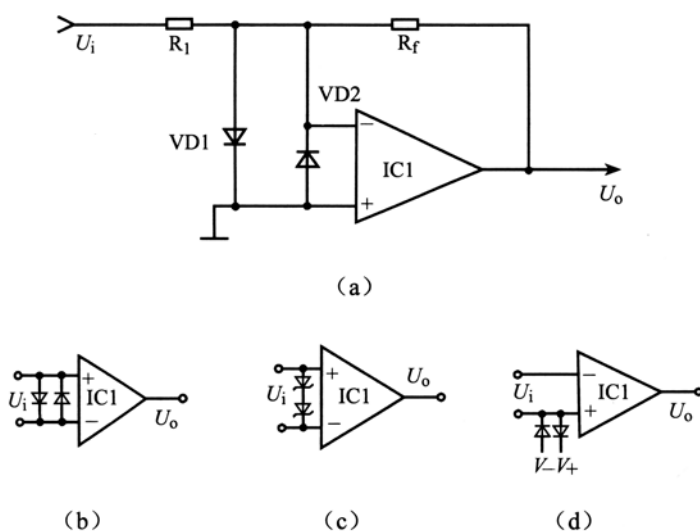 Ui R1 Rf
VD2
VD1
−
IC1
+
Uo
(a)
+
Ui IC1
−
Uo
(b)
+
Uo
Ui IC1
−
(c)
−
Ui IC1
+
Uo
V− V+
(d)